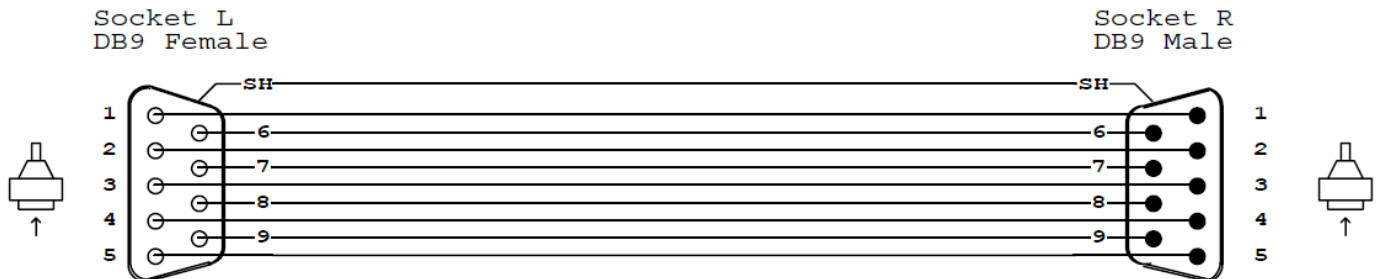 Socket L
DB9 Female
Socket R
DB9 Male
SH SH
1 1
6 6
2 2
7 7
3 3
8 8
4 4
9 9
5 5